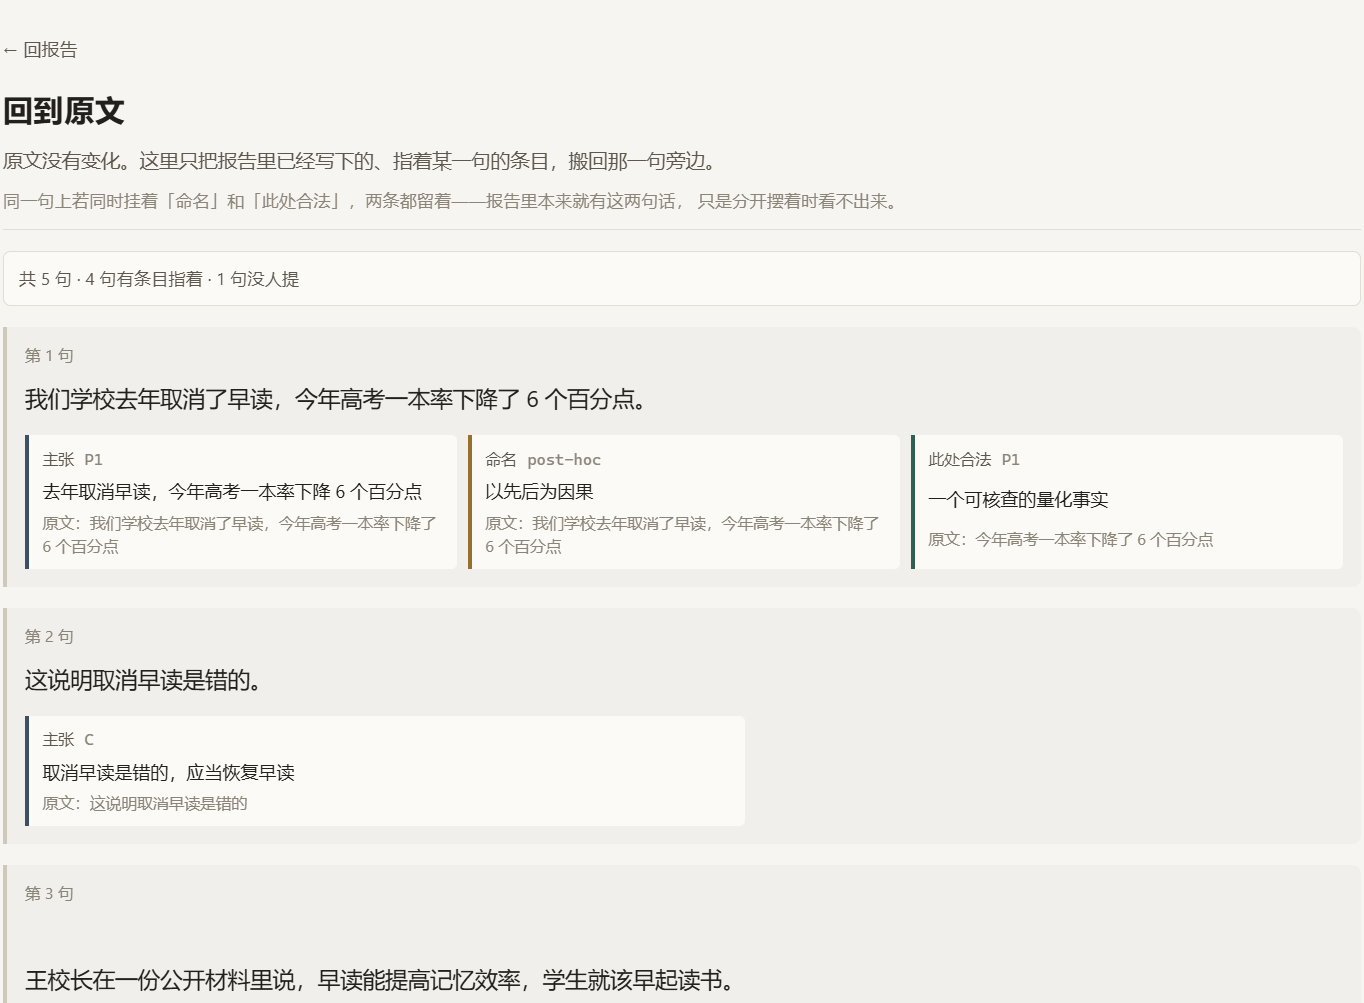 ← 回报告
回到原文
原文没有变化。这里只把报告里已经写下的、指着某一句的条目，搬回那一句旁边。
同一句上若同时挂着「命名」和「此处合法」，两条都留着——报告里本来就有这两句话， 只是分开摆着时看不出来。
共 5 句 · 4 句有条目指着 · 1 句没人提
第 1 句
我们学校去年取消了早读，今年高考一本率下降了 6 个百分点。
主张 P1
去年取消早读，今年高考一本率下降 6 个百分点
原文：我们学校去年取消了早读，今年高考一本率下降了
6 个百分点
命名 post-hoc
以先后为因果
原文：我们学校去年取消了早读，今年高考一本率下降了
6 个百分点
此处合法 P1
一个可核查的量化事实
原文：今年高考一本率下降了 6 个百分点
第 2 句
这说明取消早读是错的。
主张 C
取消早读是错的，应当恢复早读
原文：这说明取消早读是错的
第 3 句
王校长在一份公开材料里说，早读能提高记忆效率，学生就该早起读书。